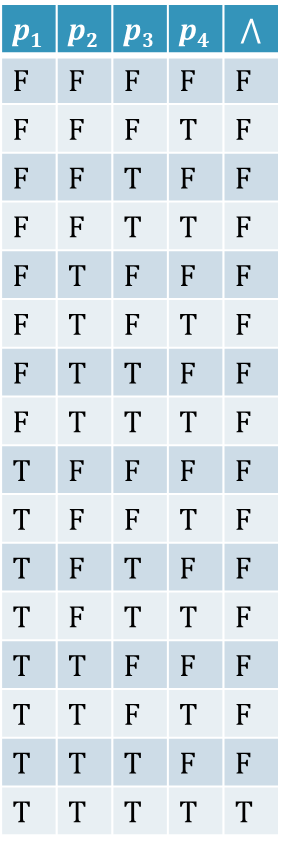 p₁ p₂ p₃ p₄ ∧
F F F F F
F F F T F
F F T F F
F F T T F
F T F F F
F T F T F
F T T F F
F T T T F
T F F F F
T F F T F
T F T F F
T F T T F
T T F F F
T T F T F
T T T F F
T T T T T